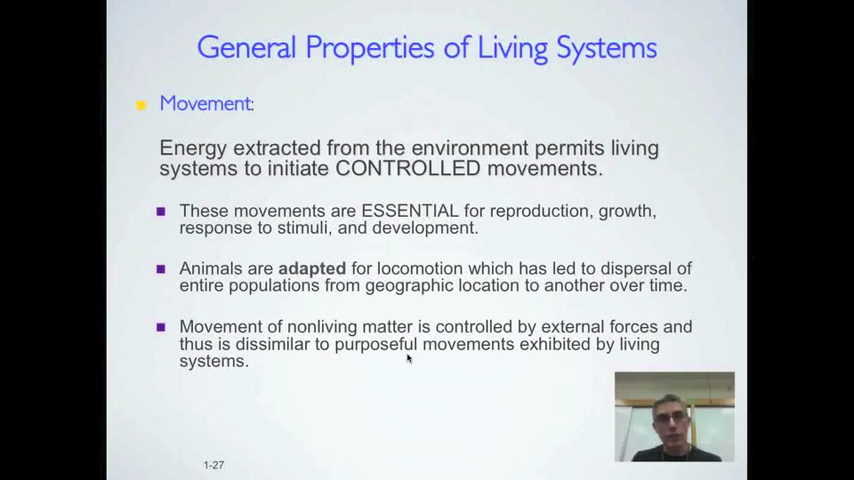 General Properties of Living Systems
Movement:
Energy extracted from the environment permits living
systems to initiate CONTROLLED movements.
These movements are ESSENTIAL for reproduction, growth,
response to stimuli, and development.
Animals are adapted for locomotion which has led to dispersal of
entire populations from geographic location to another over time.
Movement of nonliving matter is controlled by external forces and
thus is dissimilar to purposeful movements exhibited by living
systems.
1-27